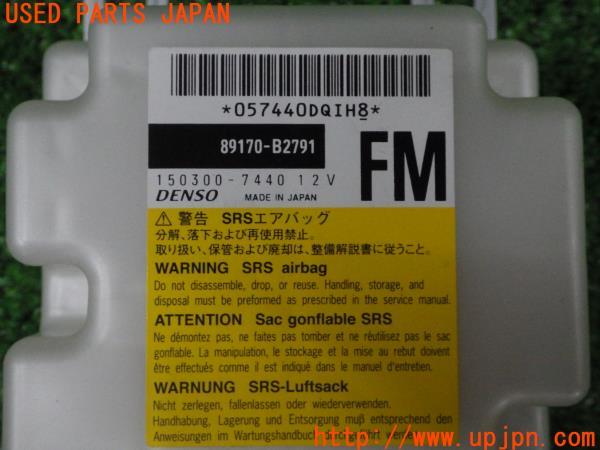 USED PARTS JAPAN
*057440DQIH8*
89170-B2791
FM
150300-7440 12V
DENSO MADE IN JAPAN
警告 SRSエアバッグ
分解、落下および再使用禁止。
取り扱い、保管および廃却は、整備解説書に従うこと。
WARNING SRS airbag
Do not disassemble, drop, or reuse. Handling, storage, and
disposal must be preformed as prescribed in the service manual.
ATTENTION Sac gonflable SRS
Ne démontez pas, ne faites pas tomber et ne réutilisez pas le sac
gonflable. La manipulation, le stockage et la mise au rebut doivent
être effectués comme il est indiqué dans le manuel d'entretien.
WARNUNG SRS-Luftsack
Nicht zerlegen, fallenlassen oder wiederverwenden.
Handhabung, Lagerung und Entsorgung muß entsprechend den
Anweisungen im Wartungshandbuch durchgeführt werden.
http://www.upjpn.com/